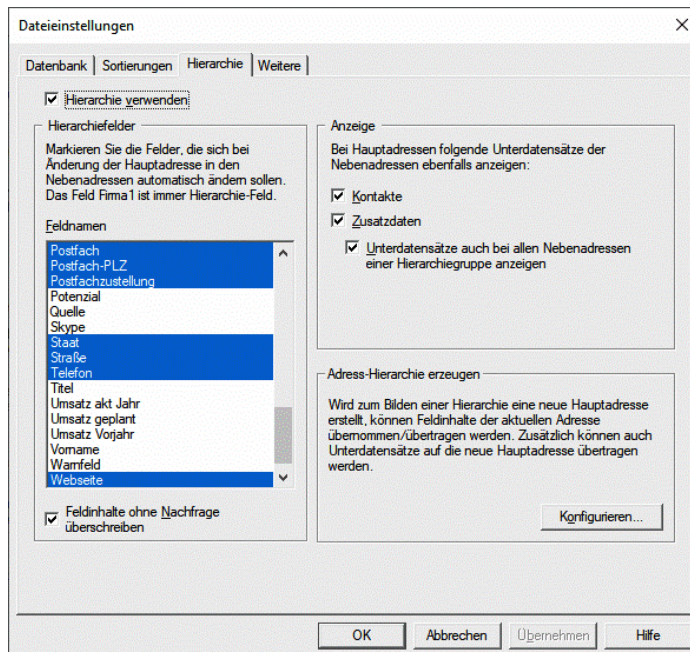 Dateieinstellungen
Datenbank
Sortierungen
Hierarchie
Weitere
Hierarchie verwenden
Hierarchiefelder
Markieren Sie die Felder, die sich bei
Änderung der Hauptadresse in den
Nebenadressen automatisch ändern sollen.
Das Feld Firma1 ist immer Hierarchie-Feld.
Feldnamen
Postfach
Postfach-PLZ
Postfachzustellung
Potenzial
Quelle
Skype
Staat
Straße
Telefon
Titel
Umsatz akt Jahr
Umsatz geplant
Umsatz Vorjahr
Vorname
Warnfeld
Webseite
Feldinhalte ohne Nachfrage
überschreiben
Anzeige
Bei Hauptadressen folgende Unterdatensätze der
Nebenadressen ebenfalls anzeigen:
Kontakte
Zusatzdaten
Unterdatensätze auch bei allen Nebenadressen
einer Hierarchiegruppe anzeigen
Adress-Hierarchie erzeugen
Wird zum Bilden einer Hierarchie eine neue Hauptadresse
erstellt, können Feldinhalte der aktuellen Adresse
übernommen/übertragen werden. Zusätzlich können auch
Unterdatensätze auf die neue Hauptadresse übertragen
werden.
Konfigurieren...
OK
Abbrechen
Übernehmen
Hilfe